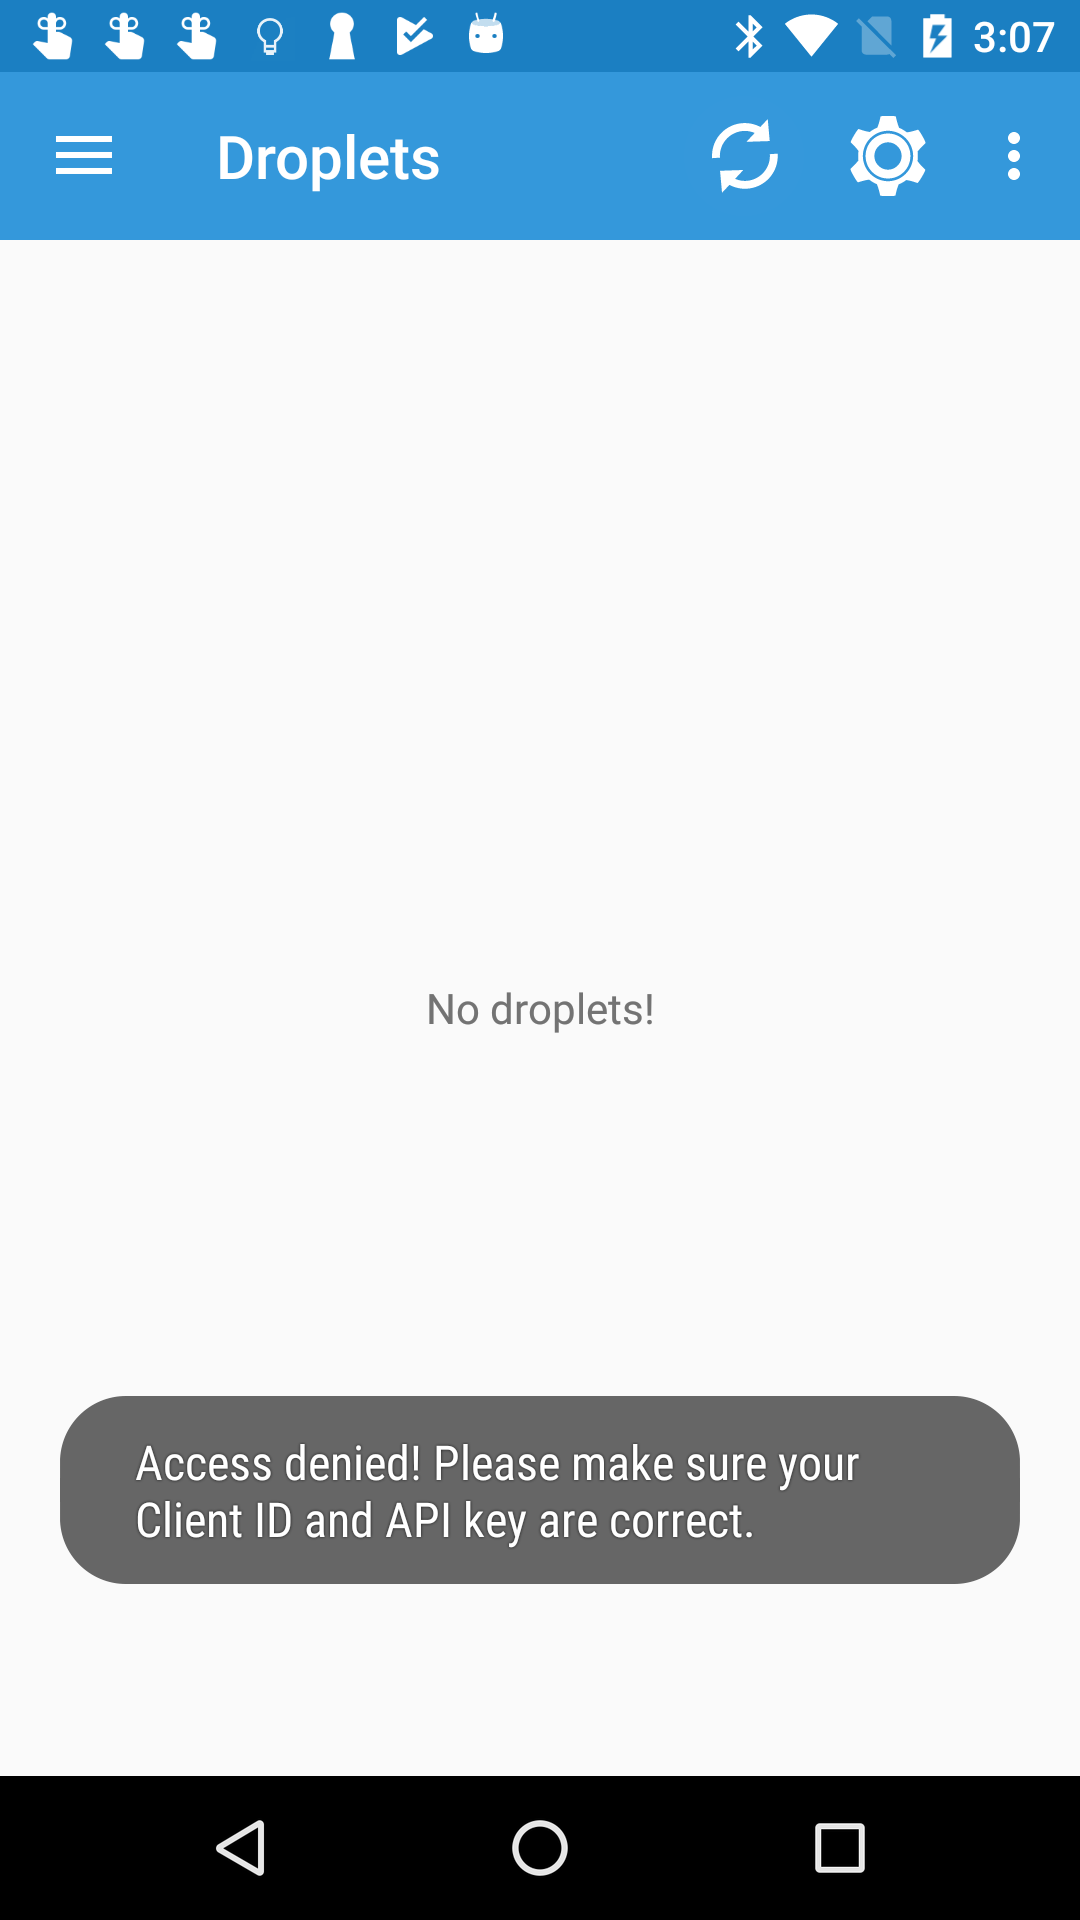 3:07
Droplets
No droplets!
Access denied! Please make sure your
Client ID and API key are correct.